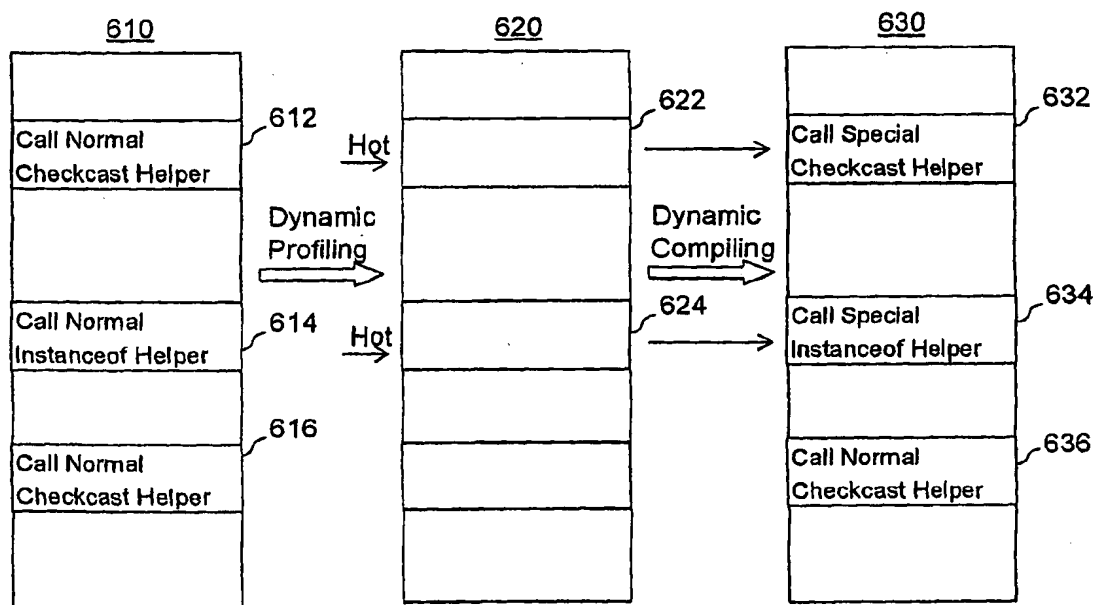 610
620
630
612
622
632
Call Normal
Checkcast Helper
Hot
Call Special
Checkcast Helper
Dynamic
Profiling
Dynamic
Compiling
614
624
634
Call Normal
Instanceof Helper
Hot
Call Special
Instanceof Helper
616
636
Call Normal
Checkcast Helper
Call Normal
Checkcast Helper